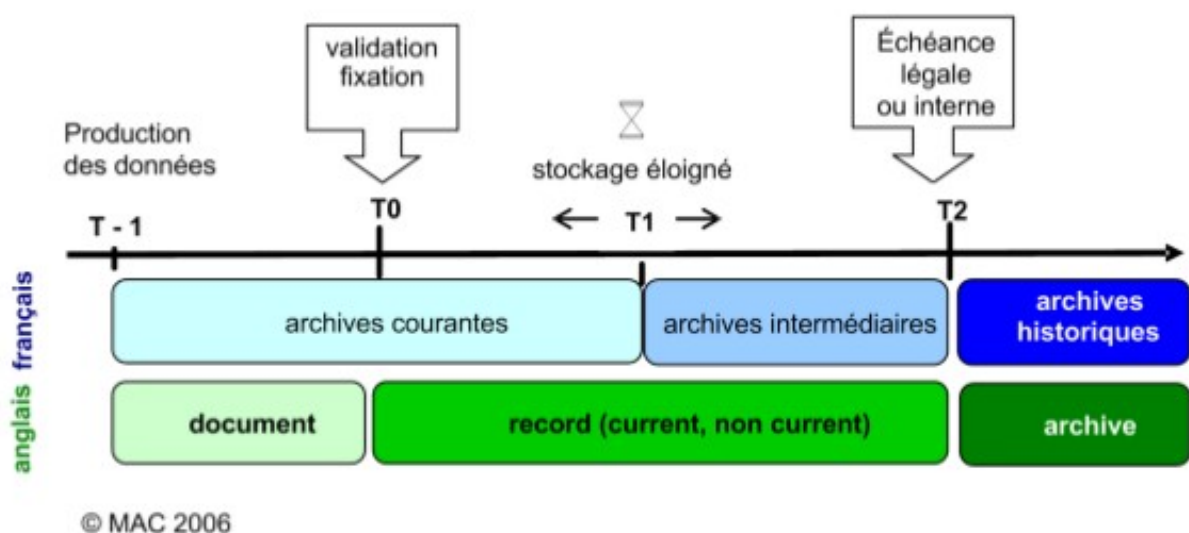 validation
fixation
Échéance
légale
ou interne
Production
des données
stockage éloigné
T - 1
T0
T1
T2
français
archives courantes
archives intermédiaires
archives
historiques
anglais
document
record (current, non current)
archive
© MAC 2006